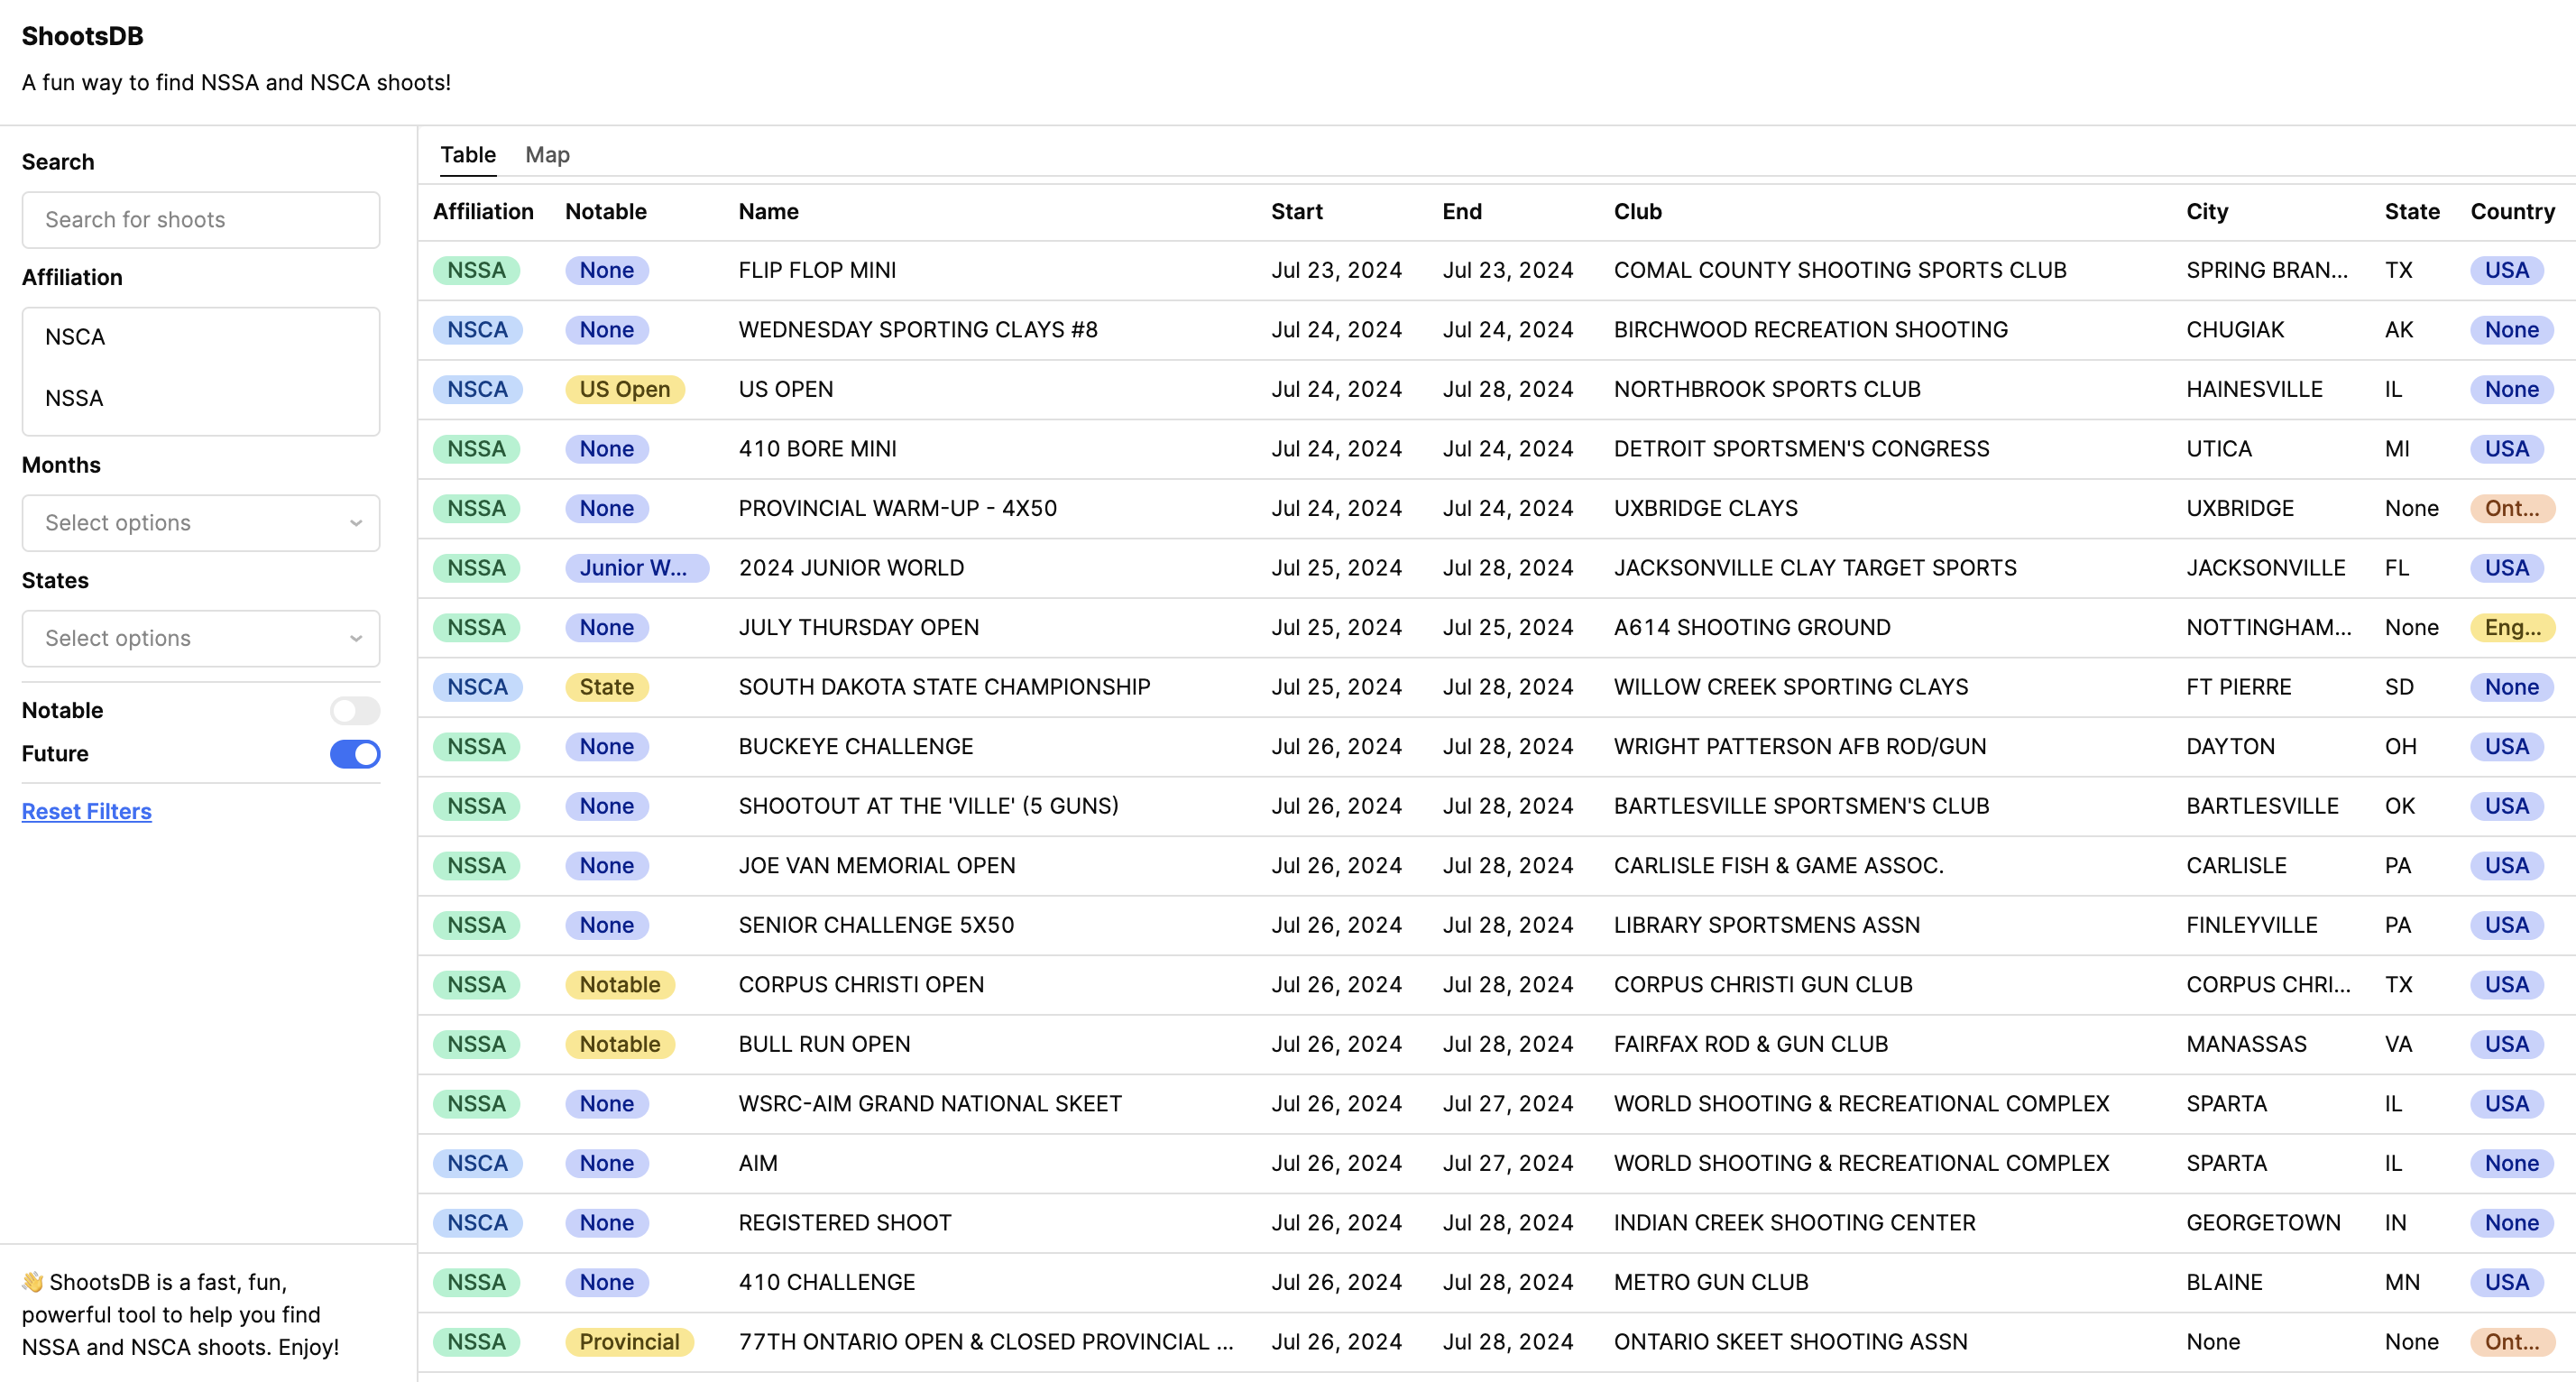 ShootsDB
A fun way to find NSSA and NSCA shoots!
Search
Search for shoots
Affiliation
NSCA
NSSA
Months
Select options
States
Select options
Notable
Future
Reset Filters
👋 ShootsDB is a fast, fun,
powerful tool to help you find
NSSA and NSCA shoots. Enjoy!
Table Map
Affiliation Notable Name Start End Club City State Country
NSSA None FLIP FLOP MINI Jul 23, 2024 Jul 23, 2024 COMAL COUNTY SHOOTING SPORTS CLUB SPRING BRAN... TX USA
NSCA None WEDNESDAY SPORTING CLAYS #8 Jul 24, 2024 Jul 24, 2024 BIRCHWOOD RECREATION SHOOTING CHUGIAK AK None
NSCA US Open US OPEN Jul 24, 2024 Jul 28, 2024 NORTHBROOK SPORTS CLUB HAINESVILLE IL None
NSSA None 410 BORE MINI Jul 24, 2024 Jul 24, 2024 DETROIT SPORTSMEN'S CONGRESS UTICA MI USA
NSSA None PROVINCIAL WARM-UP - 4X50 Jul 24, 2024 Jul 24, 2024 UXBRIDGE CLAYS UXBRIDGE None Ont...
NSSA Junior W... 2024 JUNIOR WORLD Jul 25, 2024 Jul 28, 2024 JACKSONVILLE CLAY TARGET SPORTS JACKSONVILLE FL USA
NSSA None JULY THURSDAY OPEN Jul 25, 2024 Jul 25, 2024 A614 SHOOTING GROUND NOTTINGHAM... None Eng...
NSCA State SOUTH DAKOTA STATE CHAMPIONSHIP Jul 25, 2024 Jul 28, 2024 WILLOW CREEK SPORTING CLAYS FT PIERRE SD None
NSSA None BUCKEYE CHALLENGE Jul 26, 2024 Jul 28, 2024 WRIGHT PATTERSON AFB ROD/GUN DAYTON OH USA
NSSA None SHOOTOUT AT THE 'VILLE' (5 GUNS) Jul 26, 2024 Jul 28, 2024 BARTLESVILLE SPORTSMEN'S CLUB BARTLESVILLE OK USA
NSSA None JOE VAN MEMORIAL OPEN Jul 26, 2024 Jul 28, 2024 CARLISLE FISH & GAME ASSOC. CARLISLE PA USA
NSSA None SENIOR CHALLENGE 5X50 Jul 26, 2024 Jul 28, 2024 LIBRARY SPORTSMENS ASSN FINLEYVILLE PA USA
NSSA Notable CORPUS CHRISTI OPEN Jul 26, 2024 Jul 28, 2024 CORPUS CHRISTI GUN CLUB CORPUS CHRI... TX USA
NSSA Notable BULL RUN OPEN Jul 26, 2024 Jul 28, 2024 FAIRFAX ROD & GUN CLUB MANASSAS VA USA
NSSA None WSRC-AIM GRAND NATIONAL SKEET Jul 26, 2024 Jul 27, 2024 WORLD SHOOTING & RECREATIONAL COMPLEX SPARTA IL USA
NSCA None AIM Jul 26, 2024 Jul 27, 2024 WORLD SHOOTING & RECREATIONAL COMPLEX SPARTA IL None
NSCA None REGISTERED SHOOT Jul 26, 2024 Jul 28, 2024 INDIAN CREEK SHOOTING CENTER GEORGETOWN IN None
NSSA None 410 CHALLENGE Jul 26, 2024 Jul 28, 2024 METRO GUN CLUB BLAINE MN USA
NSSA Provincial 77TH ONTARIO OPEN & CLOSED PROVINCIAL ... Jul 26, 2024 Jul 28, 2024 ONTARIO SKEET SHOOTING ASSN None None Ont...